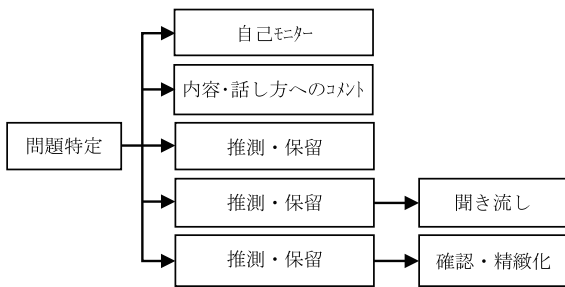 自己ﾓﾆﾀｰ
内容･話し方へのｺﾒﾝﾄ
問題特定
推測・保留
推測・保留
聞き流し
推測・保留
確認・精緻化